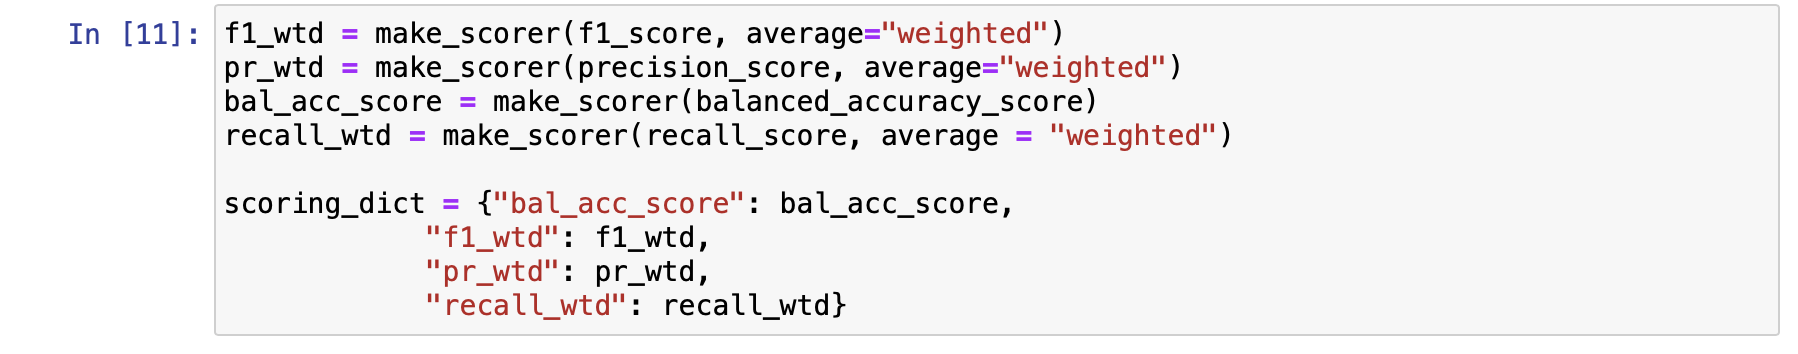 In [11]: f1_wtd = make_scorer(f1_score, average="weighted")
pr_wtd = make_scorer(precision_score, average="weighted")
bal_acc_score = make_scorer(balanced_accuracy_score)
recall_wtd = make_scorer(recall_score, average = "weighted")

scoring_dict = {"bal_acc_score": bal_acc_score,
            "f1_wtd": f1_wtd,
            "pr_wtd": pr_wtd,
            "recall_wtd": recall_wtd}